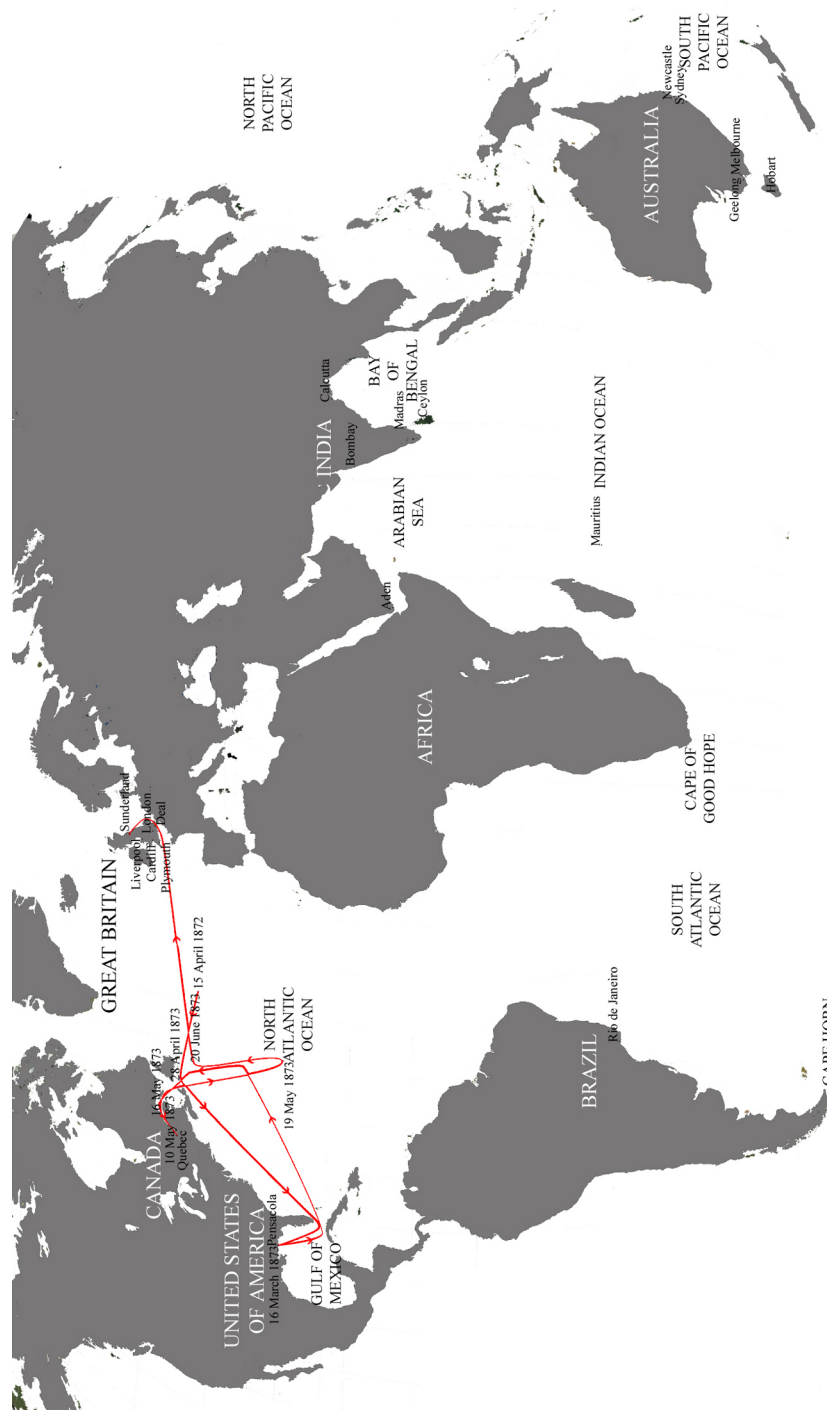 GREAT BRITAIN
Sunderland
Liverpool
London
Cardiff
Deal
Plymouth
CANADA
16 May 1873
28 April 1873
10 May 1873
Quebec
20 June 1873
15 April 1872
UNITED STATES
OF AMERICA
Pensacola
16 March 1873
GULF OF
MEXICO
19 May 1873
NORTH
ATLANTIC
OCEAN
BRAZIL
Rio de Janeiro
SOUTH
ATLANTIC
OCEAN
CAPE HORN
AFRICA
CAPE OF
GOOD HOPE
Aden
ARABIAN
SEA
INDIA
Calcutta
Bombay
Madras
Ceylon
BAY
OF
BENGAL
Mauritius
INDIAN OCEAN
NORTH
PACIFIC
OCEAN
AUSTRALIA
Newcastle
Sydney
Geelong
Melbourne
Hobart
SOUTH
PACIFIC
OCEAN